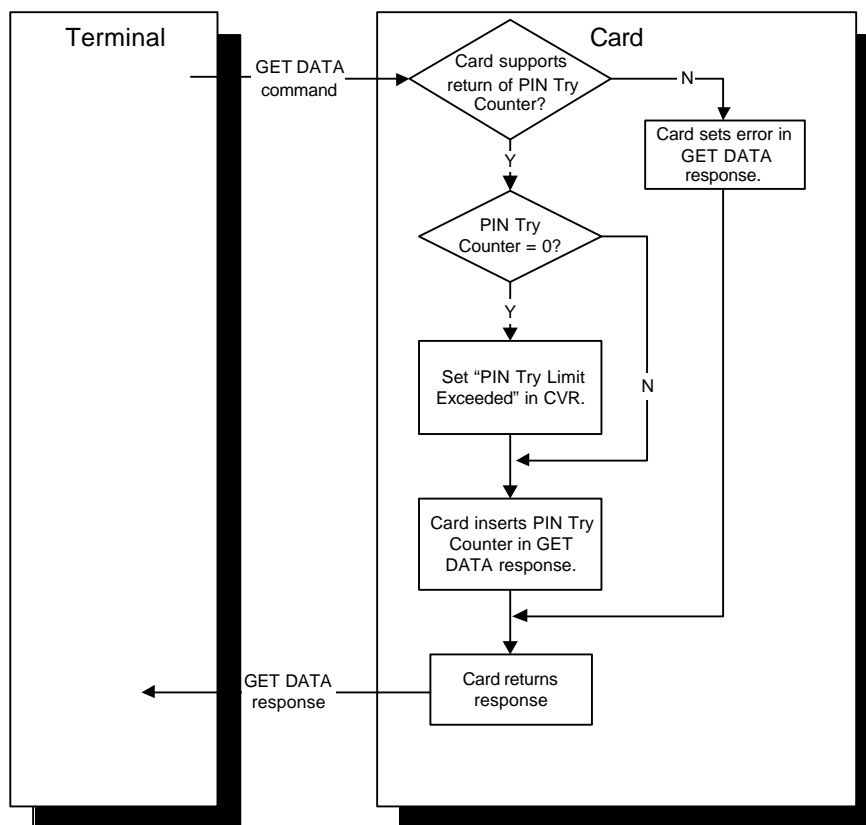 Terminal
Card
GET DATA
command
Card supports
return of PIN Try
Counter?
N
Card sets error in
GET DATA
response.
Y
PIN Try
Counter = 0?
Y
Set “PIN Try Limit
Exceeded” in CVR.
N
Card inserts PIN Try
Counter in GET
DATA response.
GET DATA
response
Card returns
response